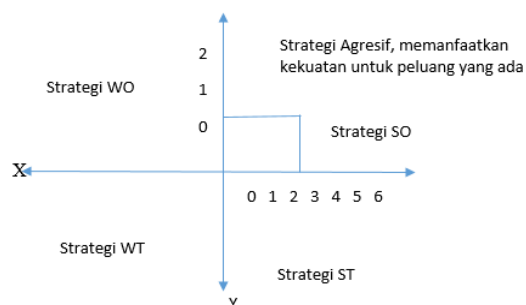 2
Strategi Agresif, memanfaatkan
kekuatan untuk peluang yang ada
Strategi WO
1
0
Strategi SO
X
0 1 2 3 4 5 6
Strategi WT
Strategi ST
Y